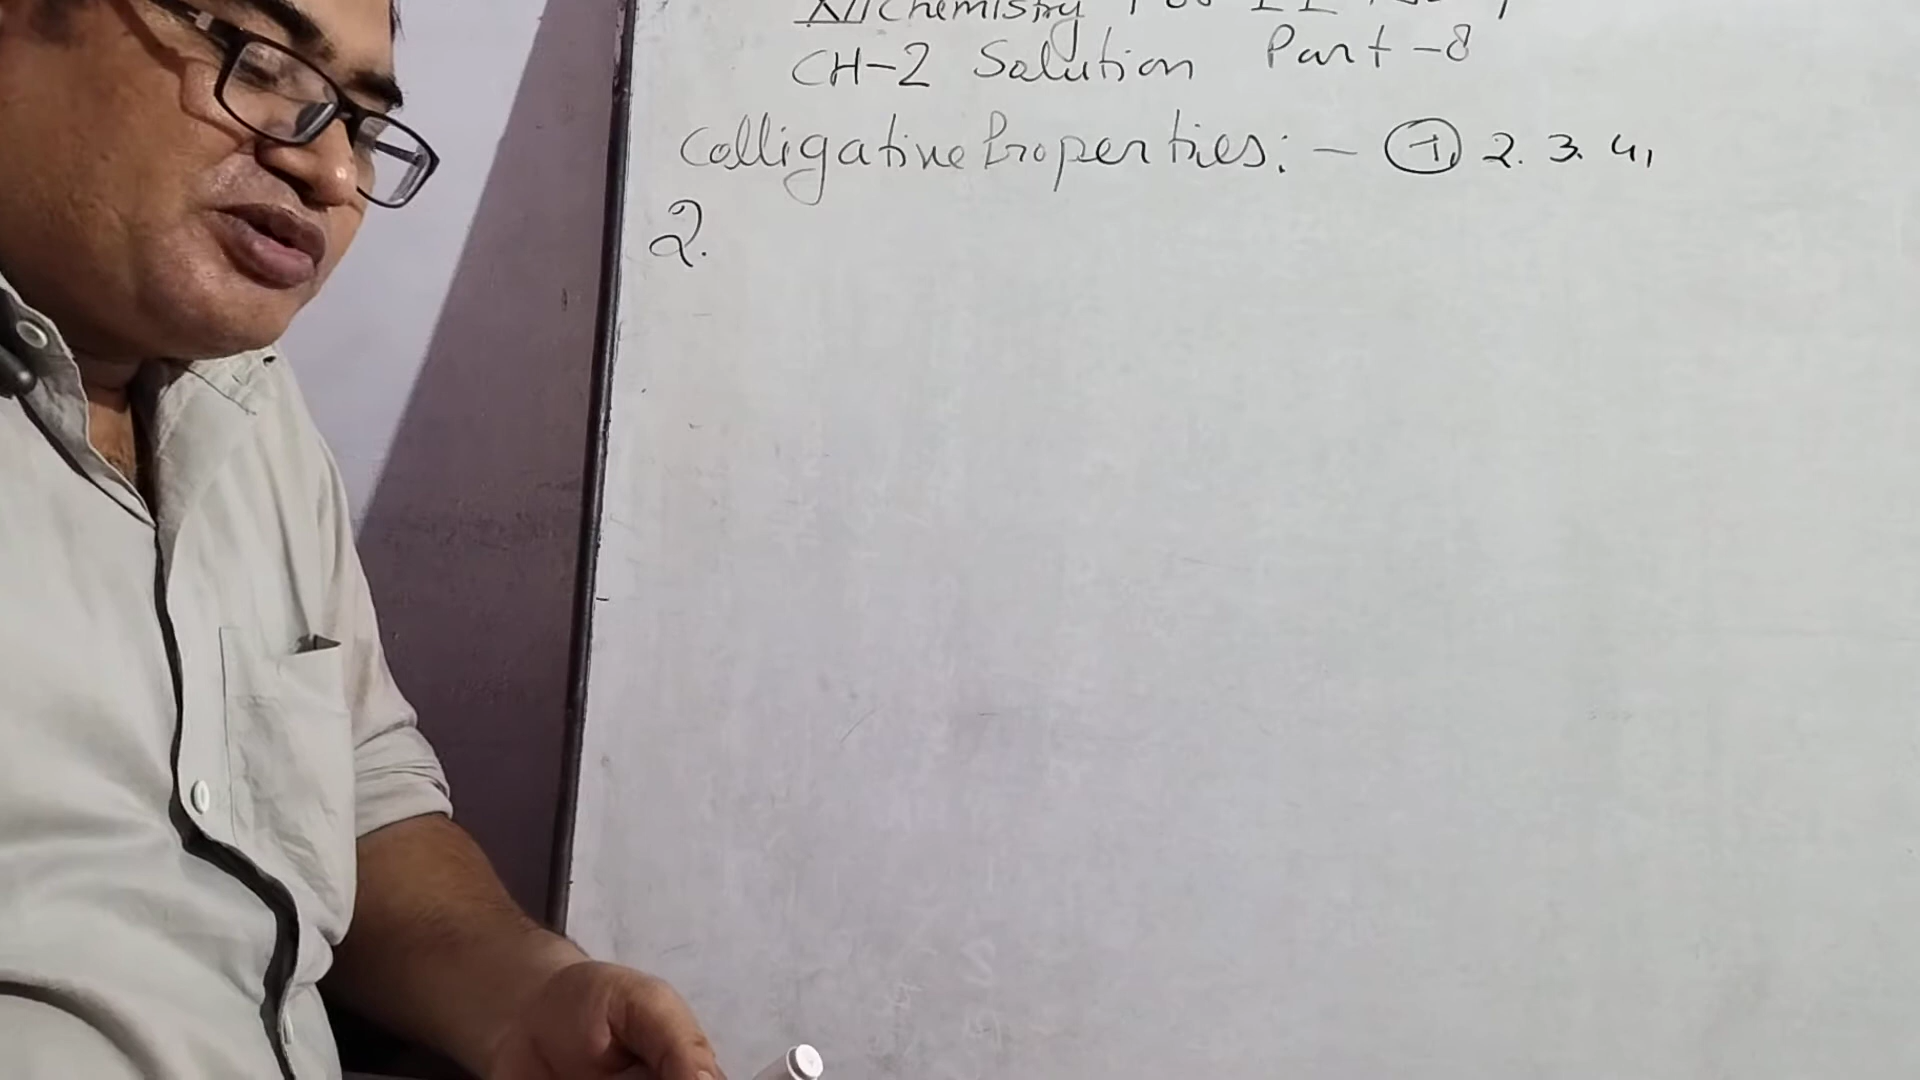 XII Chemistry
CH-2 Solution Part-8
Colligative Properties:- 1, 2. 3. 4,
2.